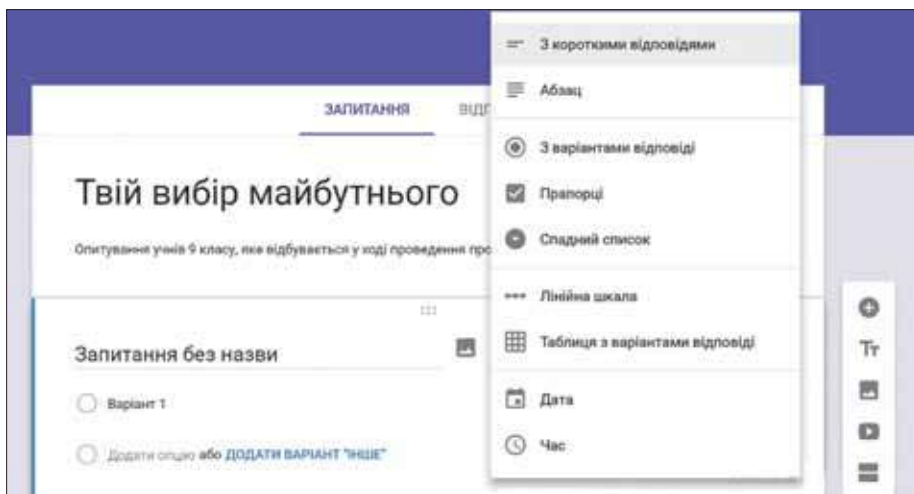 З короткими відповідями
Абзац
ЗАПИТАННЯ
З варіантами відповіді
Прапорці
Твій вибір майбутнього
Спадний список
Опитування учнів 9 класу, яке відбувається у ході проведення
Лінійна шкала
Запитання без назви
Таблиця з варіантами відповіді
Tт
Варіант 1
Дата
Додати опцію або ДОДАТИ ВАРІАНТ "ІНШЕ"
Час